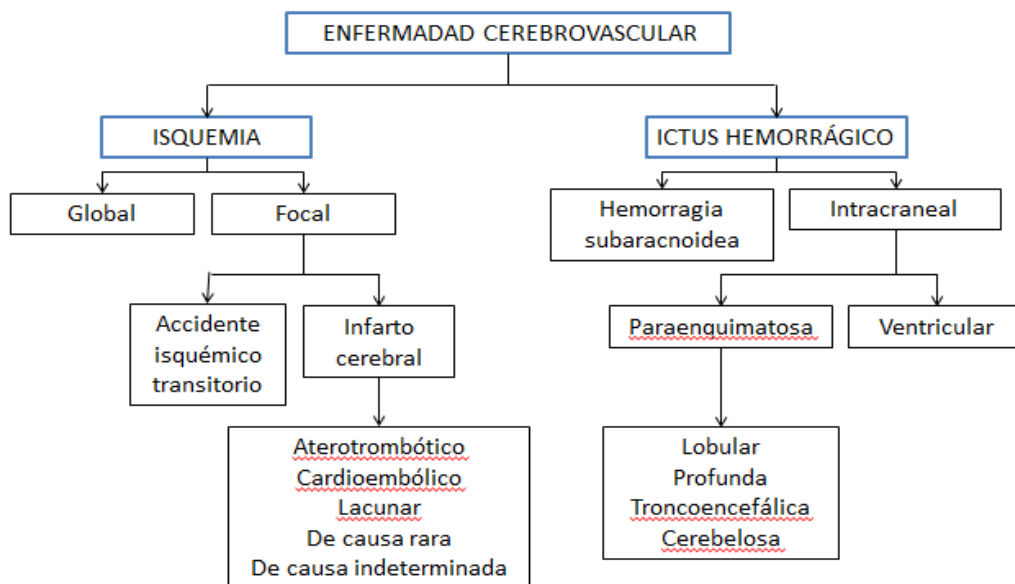 ENFERMADAD CEREBROVASCULAR
ISQUEMIA
ICTUS HEMORRÁGICO
Global
Focal
Hemorragia
subaracnoidea
Intracraneal
Accidente
isquémico
transitorio
Infarto
cerebral
Paraenquimatosa
Ventricular
Aterotrombótico
Cardioembólico
Lacunar
De causa rara
De causa indeterminada
Lobular
Profunda
Troncoencefálica
Cerebelosa